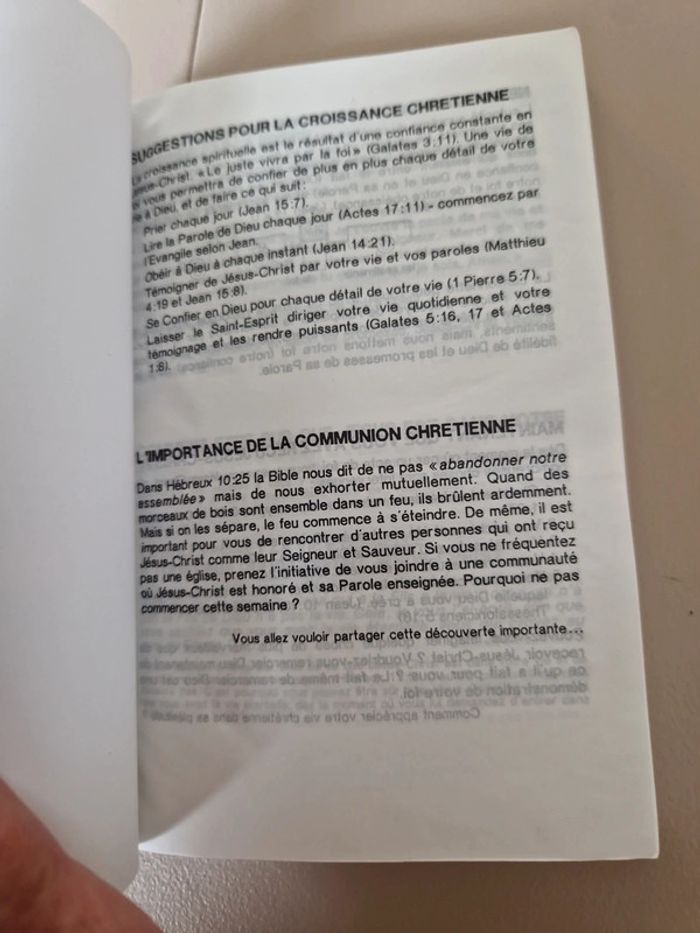 SUGGESTIONS POUR LA CROISSANCE CHRETIENNE
La croissance spirituelle est le résultat d'une confiance constante en
Jésus-Christ. «Le juste vivra par la foi» (Galates 3:11). Une vie de
vous permettra de confier de plus en plus chaque détail de votre
à Dieu, et de faire ce qui suit:
Prier chaque jour (Jean 15:7).
Lire la Parole de Dieu chaque jour (Actes 17:11) - commencez par
l'Evangile selon Jean.
Obéir à Dieu à chaque instant (Jean 14:21).
Témoigner de Jésus-Christ par votre vie et vos paroles (Matthieu
4:19 et Jean 15:8).
Se Confier en Dieu pour chaque détail de votre vie (1 Pierre 5:7).
Laisser le Saint-Esprit diriger votre vie quotidienne et votre
témoignage et les rendre puissants (Galates 5:16, 17 et Actes
1:8).
L'IMPORTANCE DE LA COMMUNION CHRETIENNE
Dans Hébreux 10:25 la Bible nous dit de ne pas «abandonner notre
assemblée» mais de nous exhorter mutuellement. Quand des
morceaux de bois sont ensemble dans un feu, ils brûlent ardemment.
Mais si on les sépare, le feu commence à s'éteindre. De même, il est
important pour vous de rencontrer d'autres personnes qui ont reçu
Jésus-Christ comme leur Seigneur et Sauveur. Si vous ne fréquentez
pas une église, prenez l'initiative de vous joindre à une communauté
où Jésus-Christ est honoré et sa Parole enseignée. Pourquoi ne pas
commencer cette semaine ?
Vous allez vouloir partager cette découverte importante...